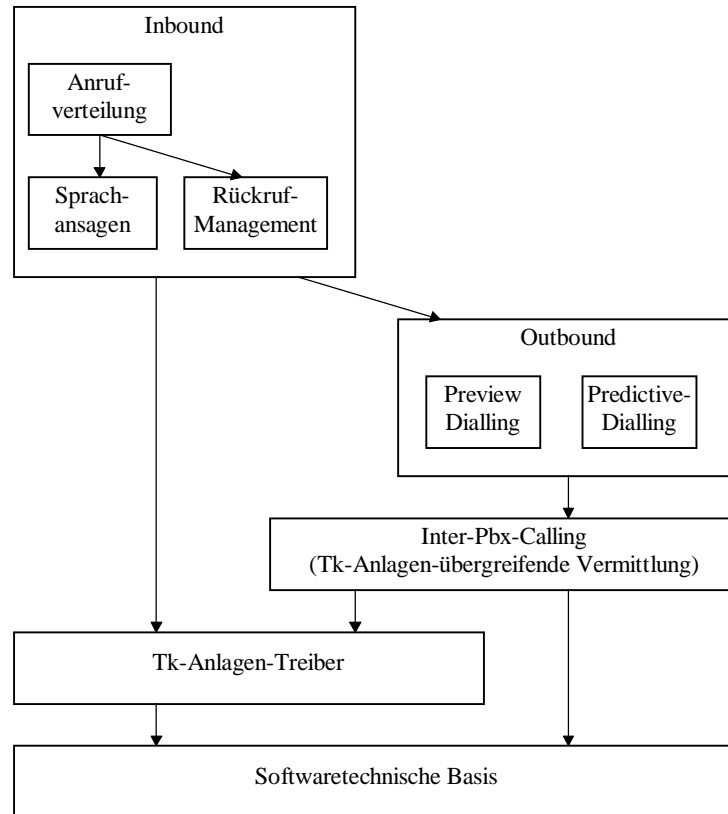 Inbound
Anruf-
verteilung
Sprach-
ansagen
Rückruf-
Management
Outbound
Preview
Dialling
Predictive-
Dialling
Inter-Pbx-Calling
(Tk-Anlagen-übergreifende Vermittlung)
Tk-Anlagen-Treiber
Softwaretechnische Basis